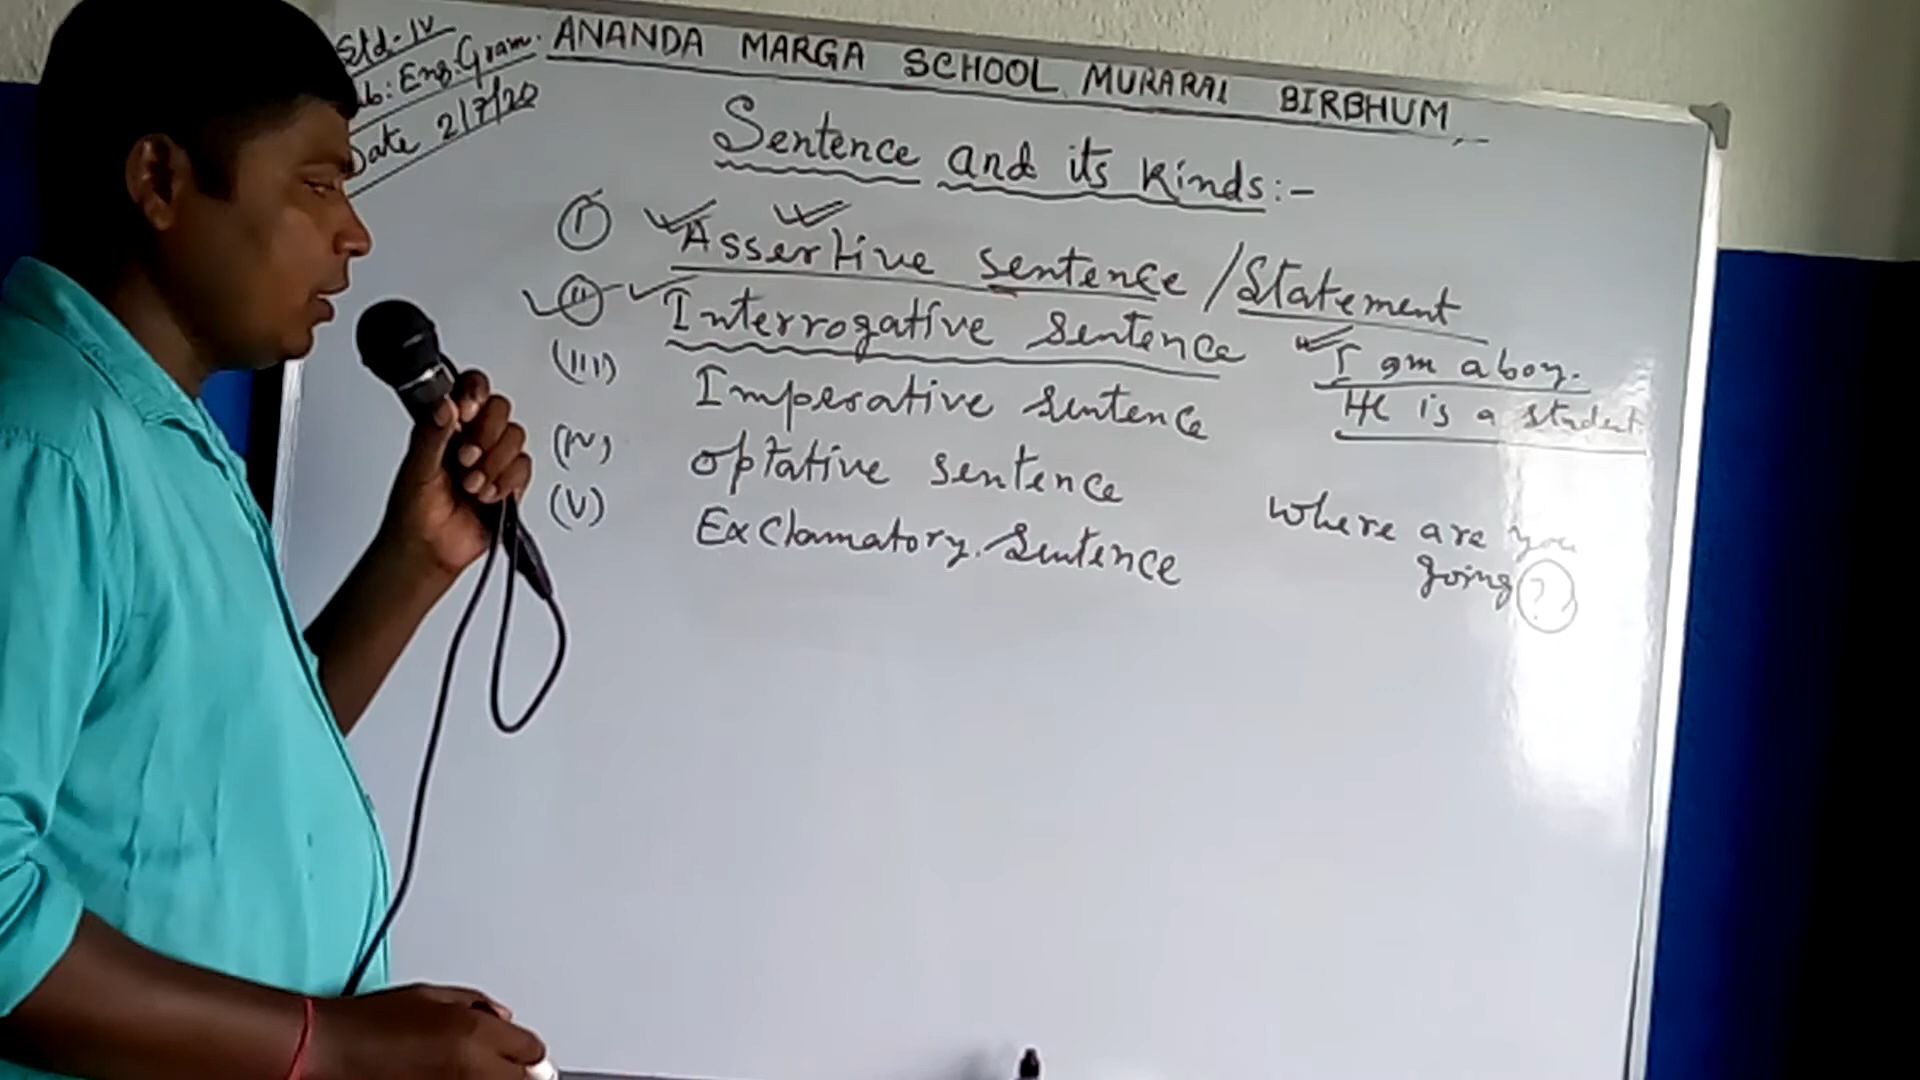 Std-IV
ub: Eng. Gram.
Date 2/7/20
ANANDA MARGA SCHOOL MURARAI BIRBHUM
Sentence and its kinds:-
(I) Assertive sentence / Statement
(II) Interrogative sentence
I am a boy.
(III) Imperative sentence
He is a student
(IV) optative sentence
(V) Exclamatory. Sentence
where are you
going ?